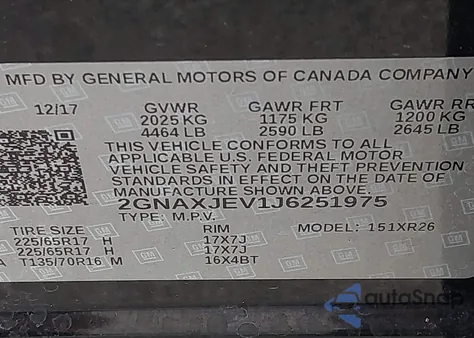 MFD BY GENERAL MOTORS OF CANADA COMPANY
12/17 GVWR GAWR FRT GAWR RR
2025 KG 1175 KG 1200 KG
4464 LB 2590 LB 2645 LB
THIS VEHICLE CONFORMS TO ALL
APPLICABLE U.S. FEDERAL MOTOR
VEHICLE SAFETY AND THEFT PREVENTION
STANDARDS IN EFFECT ON THE DATE OF
MANUFACTURE SHOWN ABOVE.
2GNAXJEV1J6251975
TYPE: M.P.V.
TIRE SIZE RIM MODEL: 151XR26
225/65R17 H 17X7J
225/65R17 H 17X7J
T135/70R16 M 16X4BT
GM
autoSnap